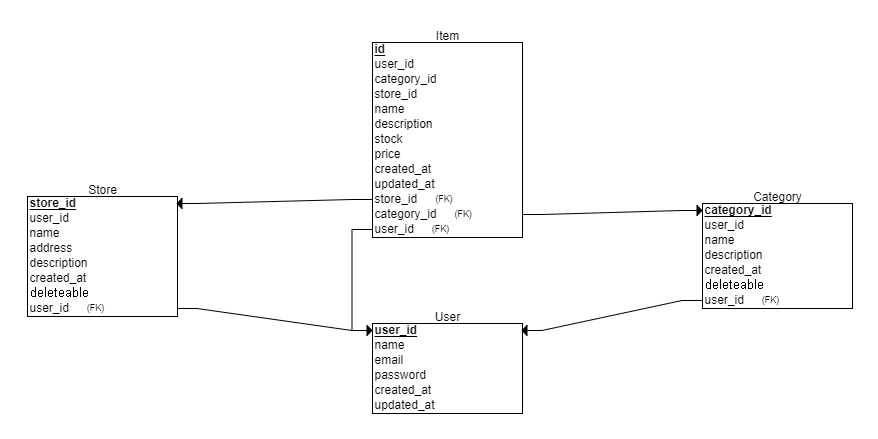 Item
id
user_id
category_id
store_id
name
description
stock
price
created_at
updated_at
store_id (FK)
category_id (FK)
user_id (FK)
Store
store_id
user_id
name
address
description
created_at
deleteable
user_id (FK)
Category
category_id
user_id
name
description
created_at
deleteable
user_id (FK)
User
user_id
name
email
password
created_at
updated_at